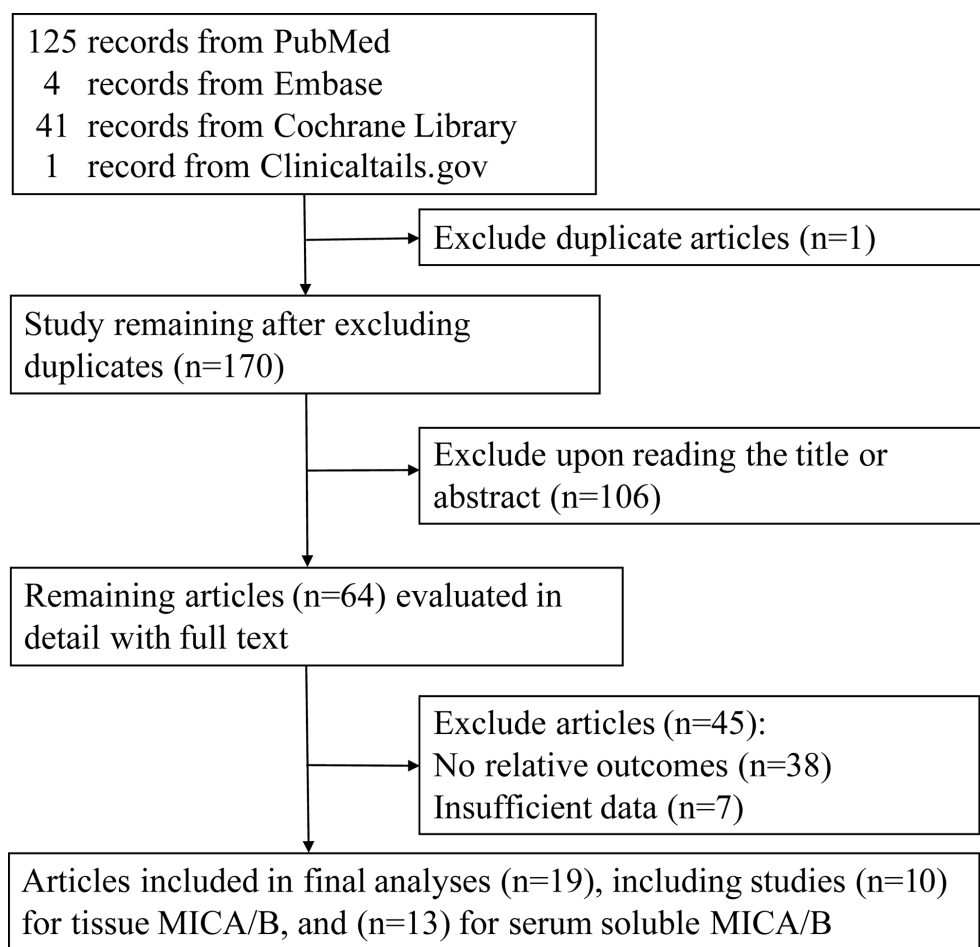 125 records from PubMed
4 records from Embase
41 records from Cochrane Library
1 record from Clinicaltails.gov
Exclude duplicate articles (n=1)
Study remaining after excluding
duplicates (n=170)
Exclude upon reading the title or
abstract (n=106)
Remaining articles (n=64) evaluated in
detail with full text
Exclude articles (n=45):
No relative outcomes (n=38)
Insufficient data (n=7)
Articles included in final analyses (n=19), including studies (n=10)
for tissue MICA/B, and (n=13) for serum soluble MICA/B